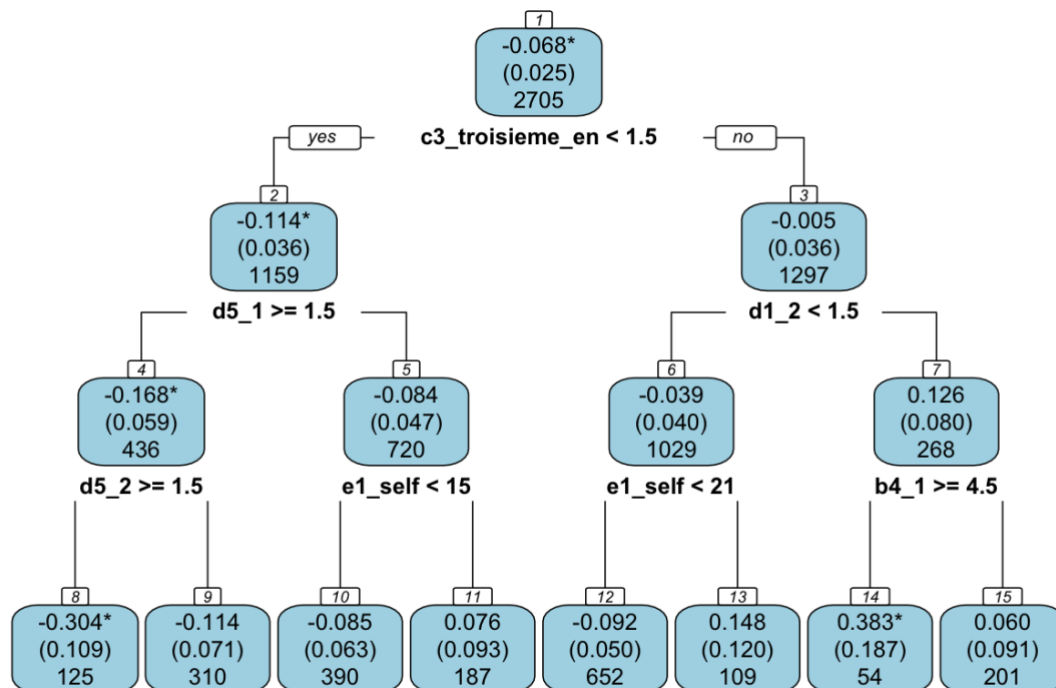 1
-0.068*
(0.025)
2705
yes c3_troisieme_en < 1.5 no
2 3
-0.114* -0.005
(0.036) (0.036)
1159 1297
d5_1 >= 1.5 d1_2 < 1.5
4 5 6 7
-0.168* -0.084 -0.039 0.126
(0.059) (0.047) (0.040) (0.080)
436 720 1029 268
d5_2 >= 1.5 e1_self < 15 e1_self < 21 b4_1 >= 4.5
8 9 10 11 12 13 14 15
-0.304* -0.114 -0.085 0.076 -0.092 0.148 0.383* 0.060
(0.109) (0.071) (0.063) (0.093) (0.050) (0.120) (0.187) (0.091)
125 310 390 187 652 109 54 201